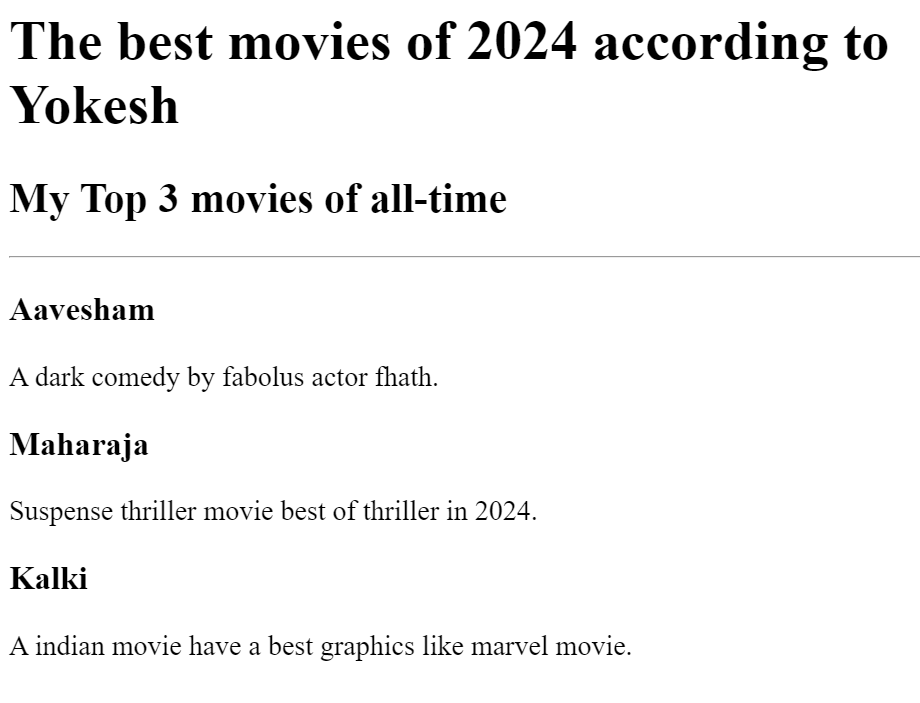 The best movies of 2024 according to
Yokesh
My Top 3 movies of all-time
Aavesham
A dark comedy by fabolus actor fhath.
Maharaja
Suspense thriller movie best of thriller in 2024.
Kalki
A indian movie have a best graphics like marvel movie.